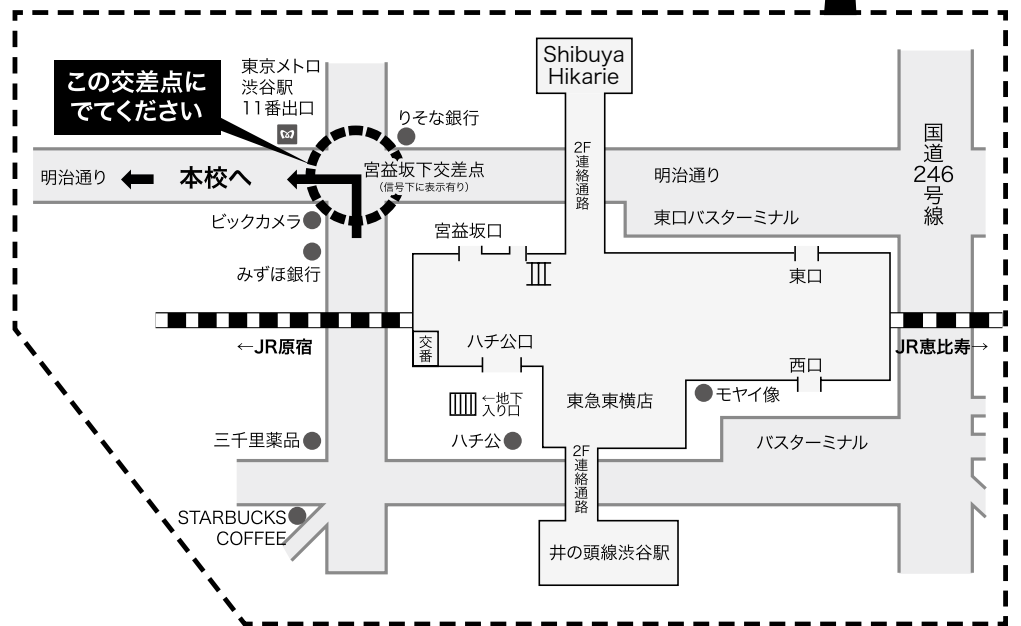 Shibuya
Hikarie
この交差点に
でてください
東京メトロ
渋谷駅
11番出口
りそな銀行
2F
連絡通路
国道
246
号線
明治通り
本校へ
宮益坂下交差点
(信号下に表示有り)
明治通り
東口バスターミナル
ビックカメラ
宮益坂口
みずほ銀行
東口
←JR原宿
交番
ハチ公口
JR恵比寿→
西口
←地下
入り口
東急東横店
モヤイ像
三千里薬品
ハチ公
バスターミナル
2F
連絡通路
STARBUCKS
COFFEE
井の頭線渋谷駅